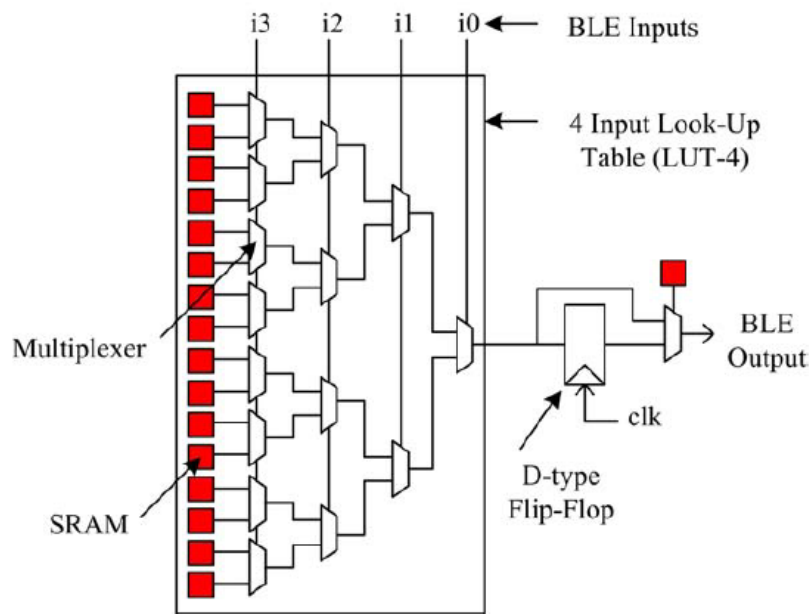 i3 i2 i1 i0
BLE Inputs
4 Input Look-Up
Table (LUT-4)
Multiplexer
BLE
Output
clk
SRAM
D-type
Flip-Flop